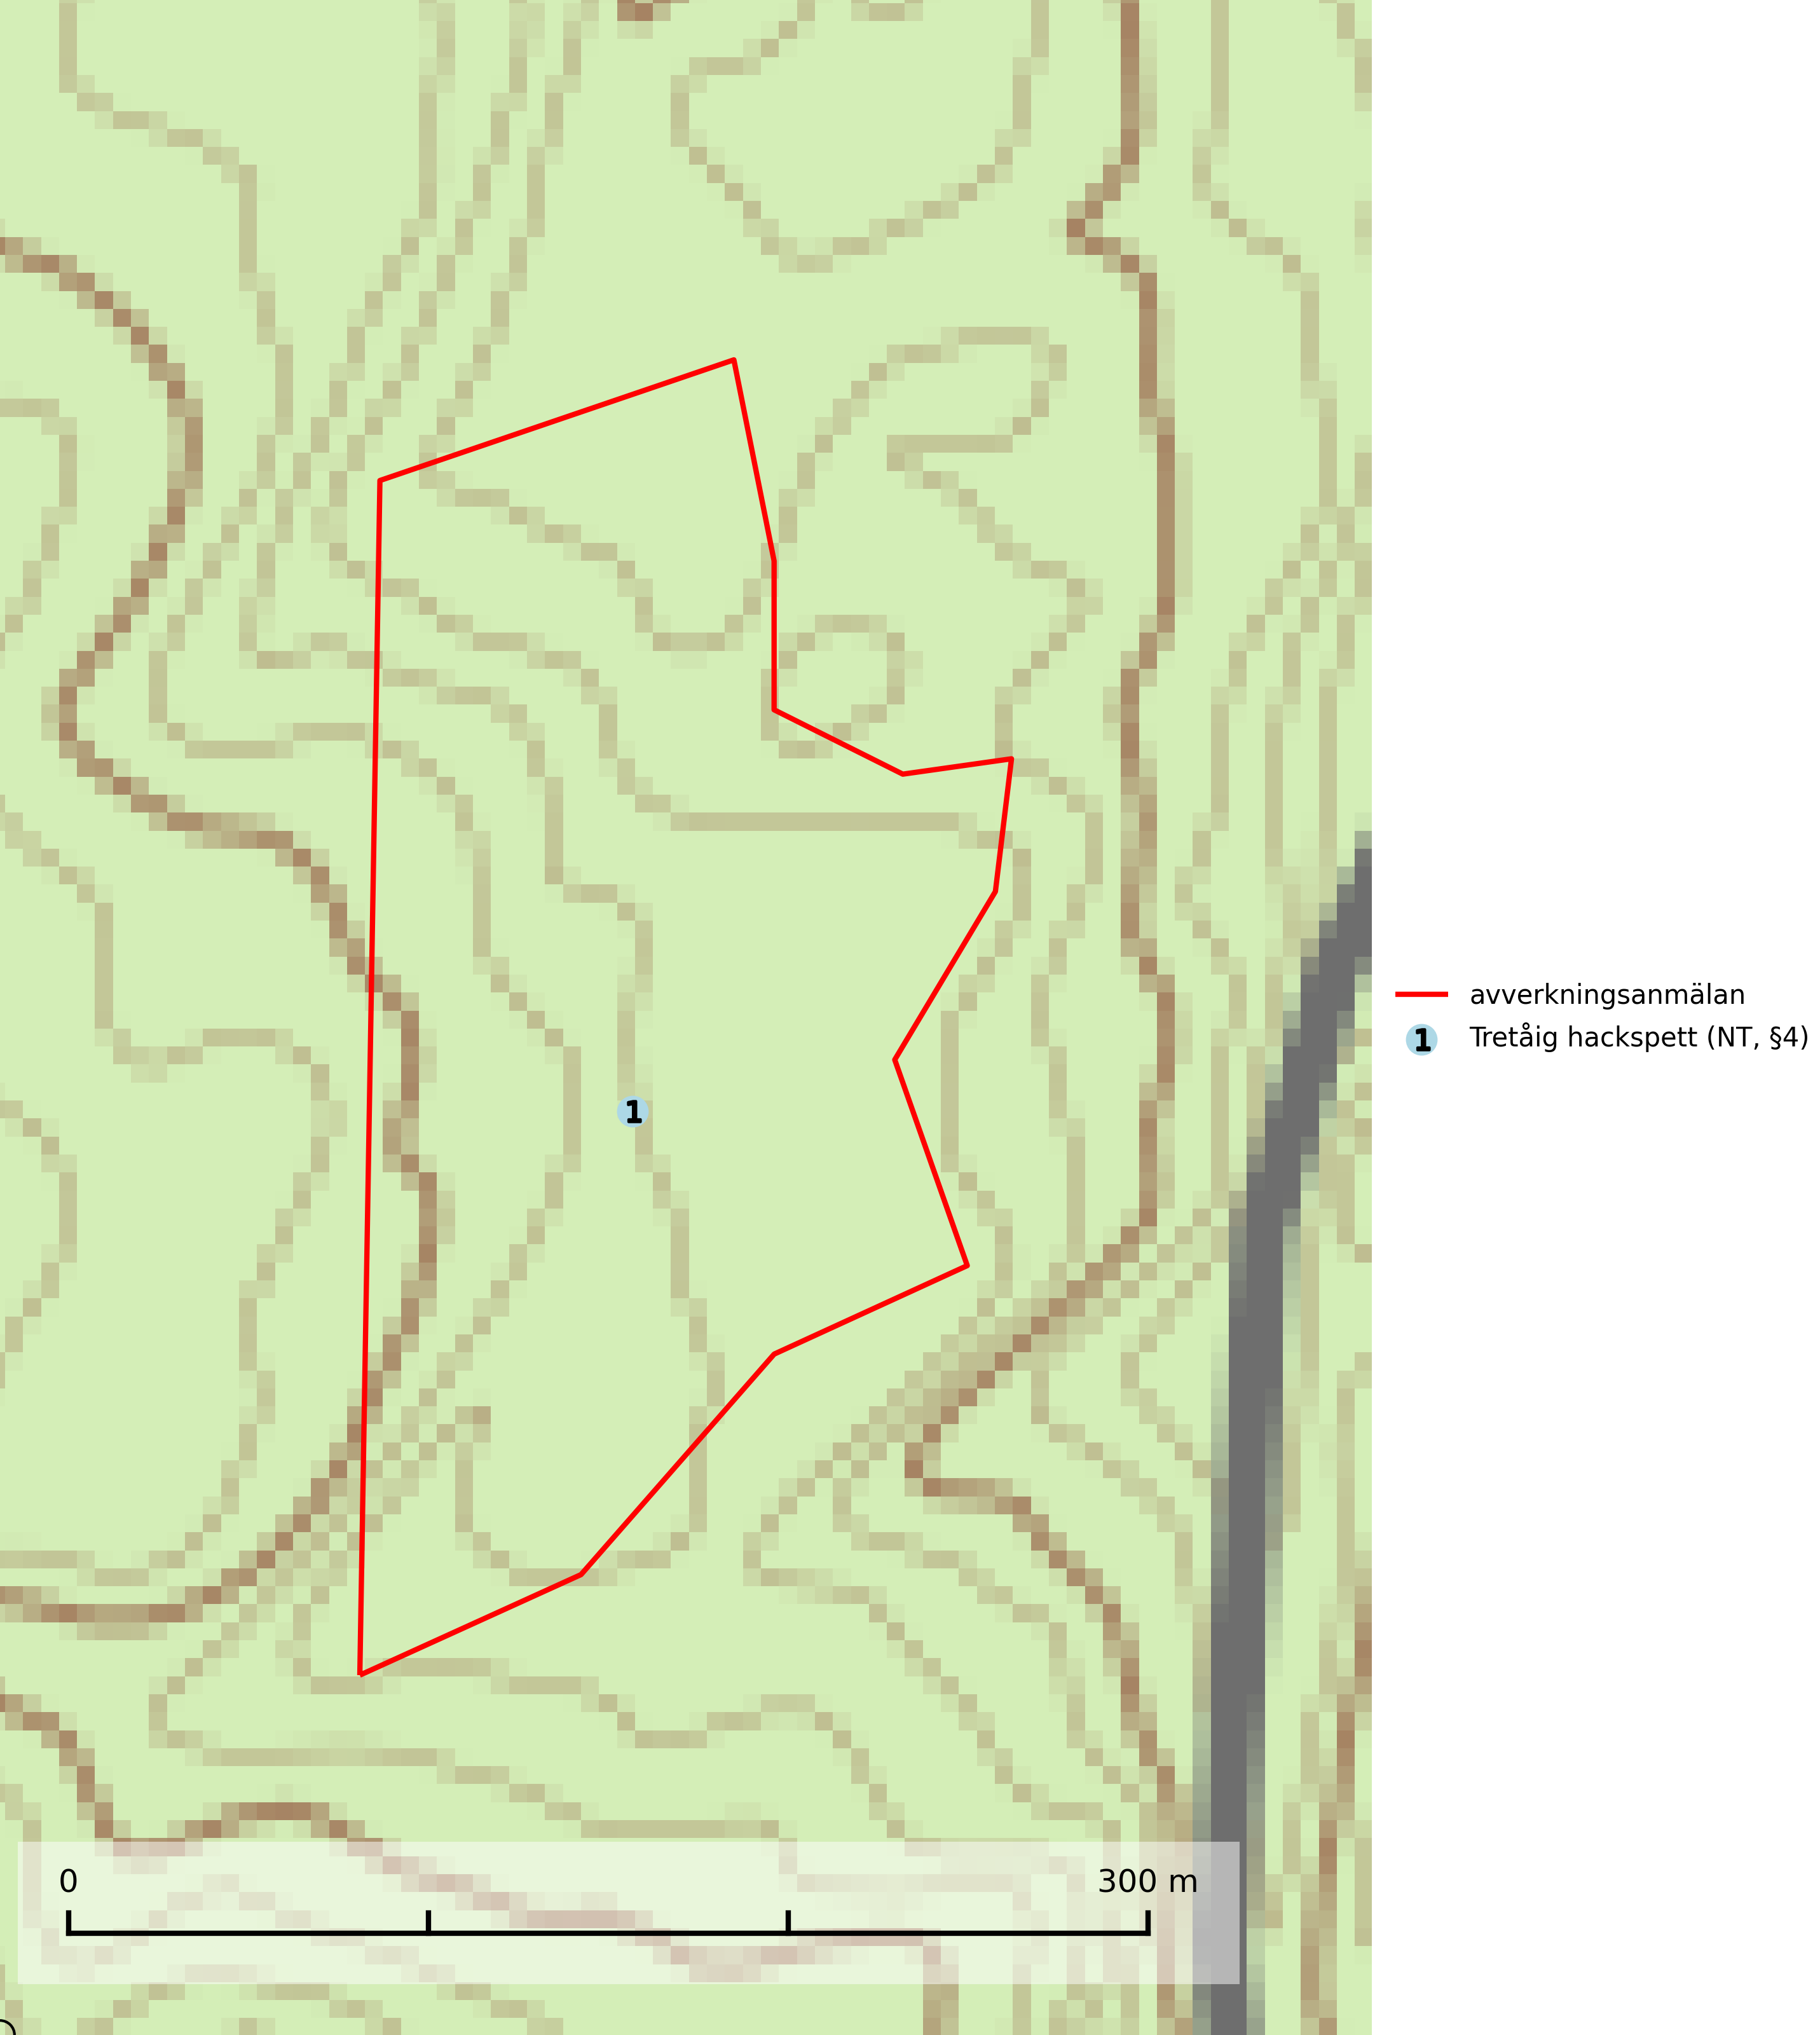 avverkningsanmälan
1 Tretåig hackspett (NT, §4)
1
0 300 m